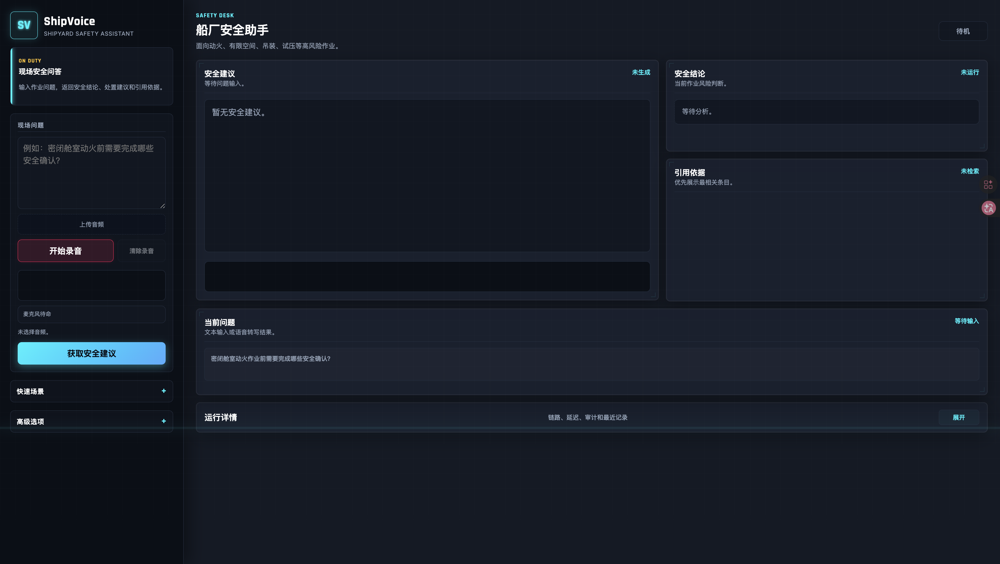 SV
ShipVoice
SHIPYARD SAFETY ASSISTANT
ON DUTY
现场安全问答
输入作业问题，返回安全结论、处置建议和引用依据。
现场问题
例如：密闭舱室动火前需要完成哪些
安全确认？
上传音频
开始录音
清除录音
麦克风待命
未选择音频。
获取安全建议
快速场景
+
高级选项
+
SAFETY DESK
船厂安全助手
面向动火、有限空间、吊装、试压等高风险作业。
待机
安全建议
未生成
等待问题输入。
暂无安全建议。
安全结论
未运行
当前作业风险判断。
等待分析。
引用依据
未检索
优先展示最相关条目。
当前问题
等待输入
文本输入或语音转写结果。
密闭舱室动火作业前需要完成哪些安全确认？
运行详情
链路、延迟、审计和最近记录
展开